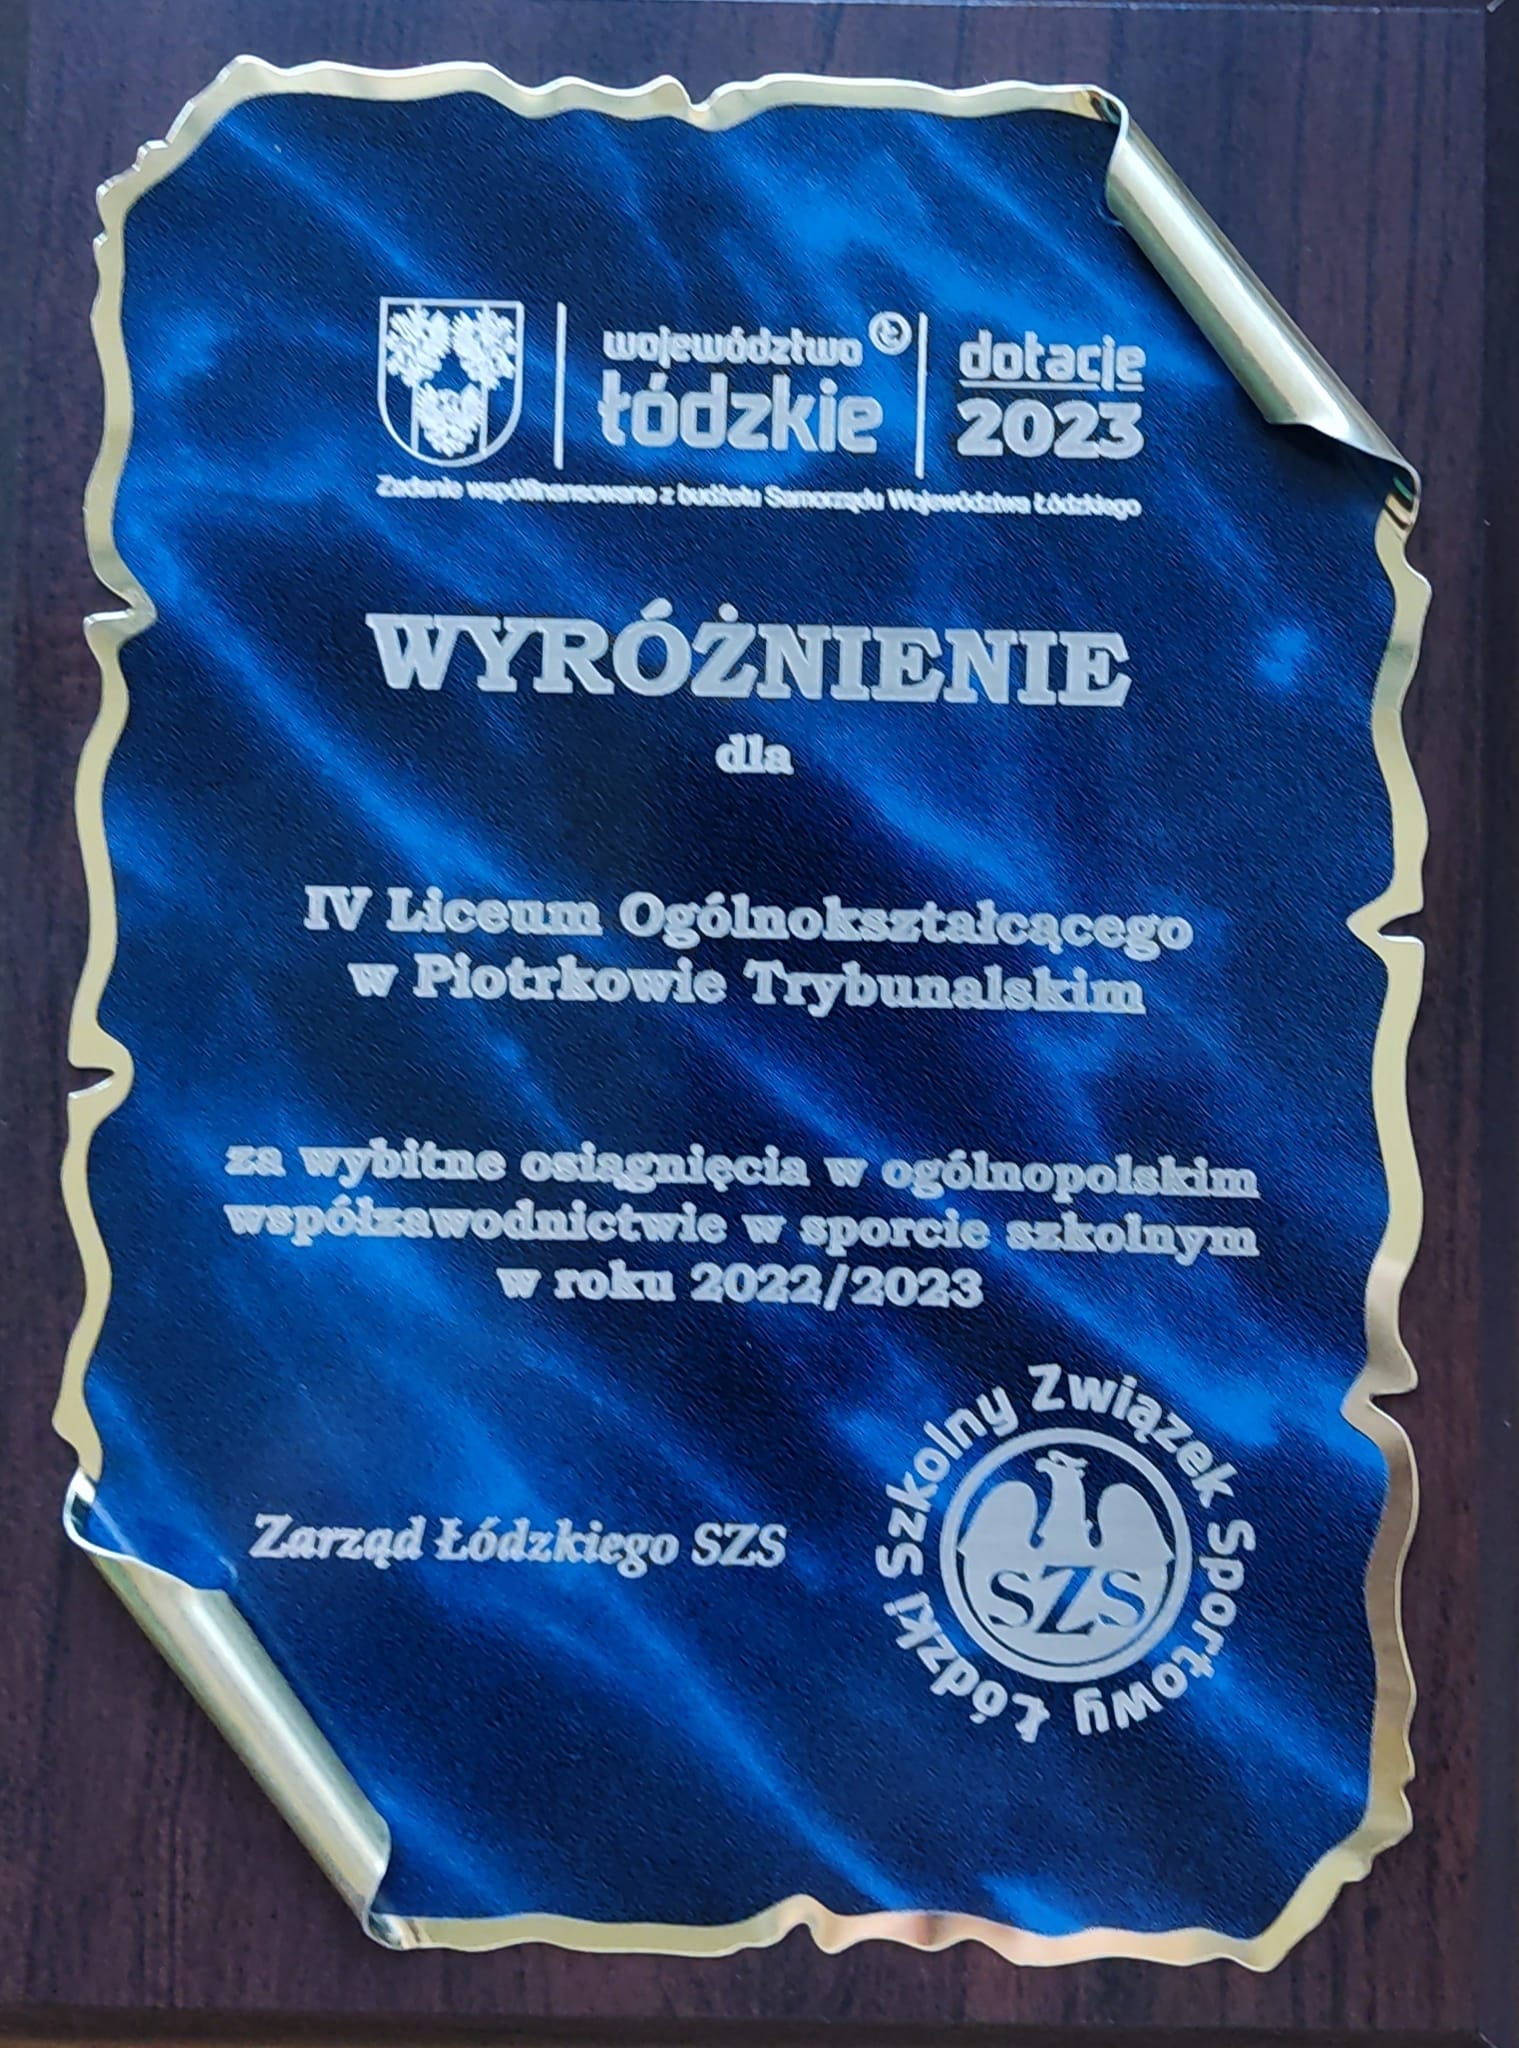 województwo
Łódzkie
dotacje
2023
Zadanie współfinansowane z budżetu Samorządu Województwa Łódzkiego
WYRÓŻNIENIE
dla
IV Liceum Ogólnokształcącego
w Piotrkowie Trybunalskim
za wybitne osiągnięcia w ogólnopolskim
współzawodnictwie w sporcie szkolnym
w roku 2022/2023
Zarząd Łódzkiego SZS
Łódzki Szkolny Związek Sportowy
SZS